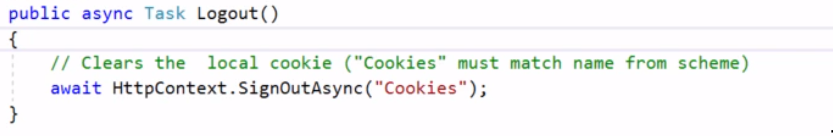 public async Task Logout()
{
// Clears the  local cookie ("Cookies" must match name from scheme)
await HttpContext.SignOutAsync("Cookies");
}